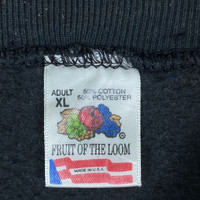 ADULT
XL
50% COTTON
50% POLYESTER
FRUIT OF THE LOOM
®
MADE IN U.S.A.